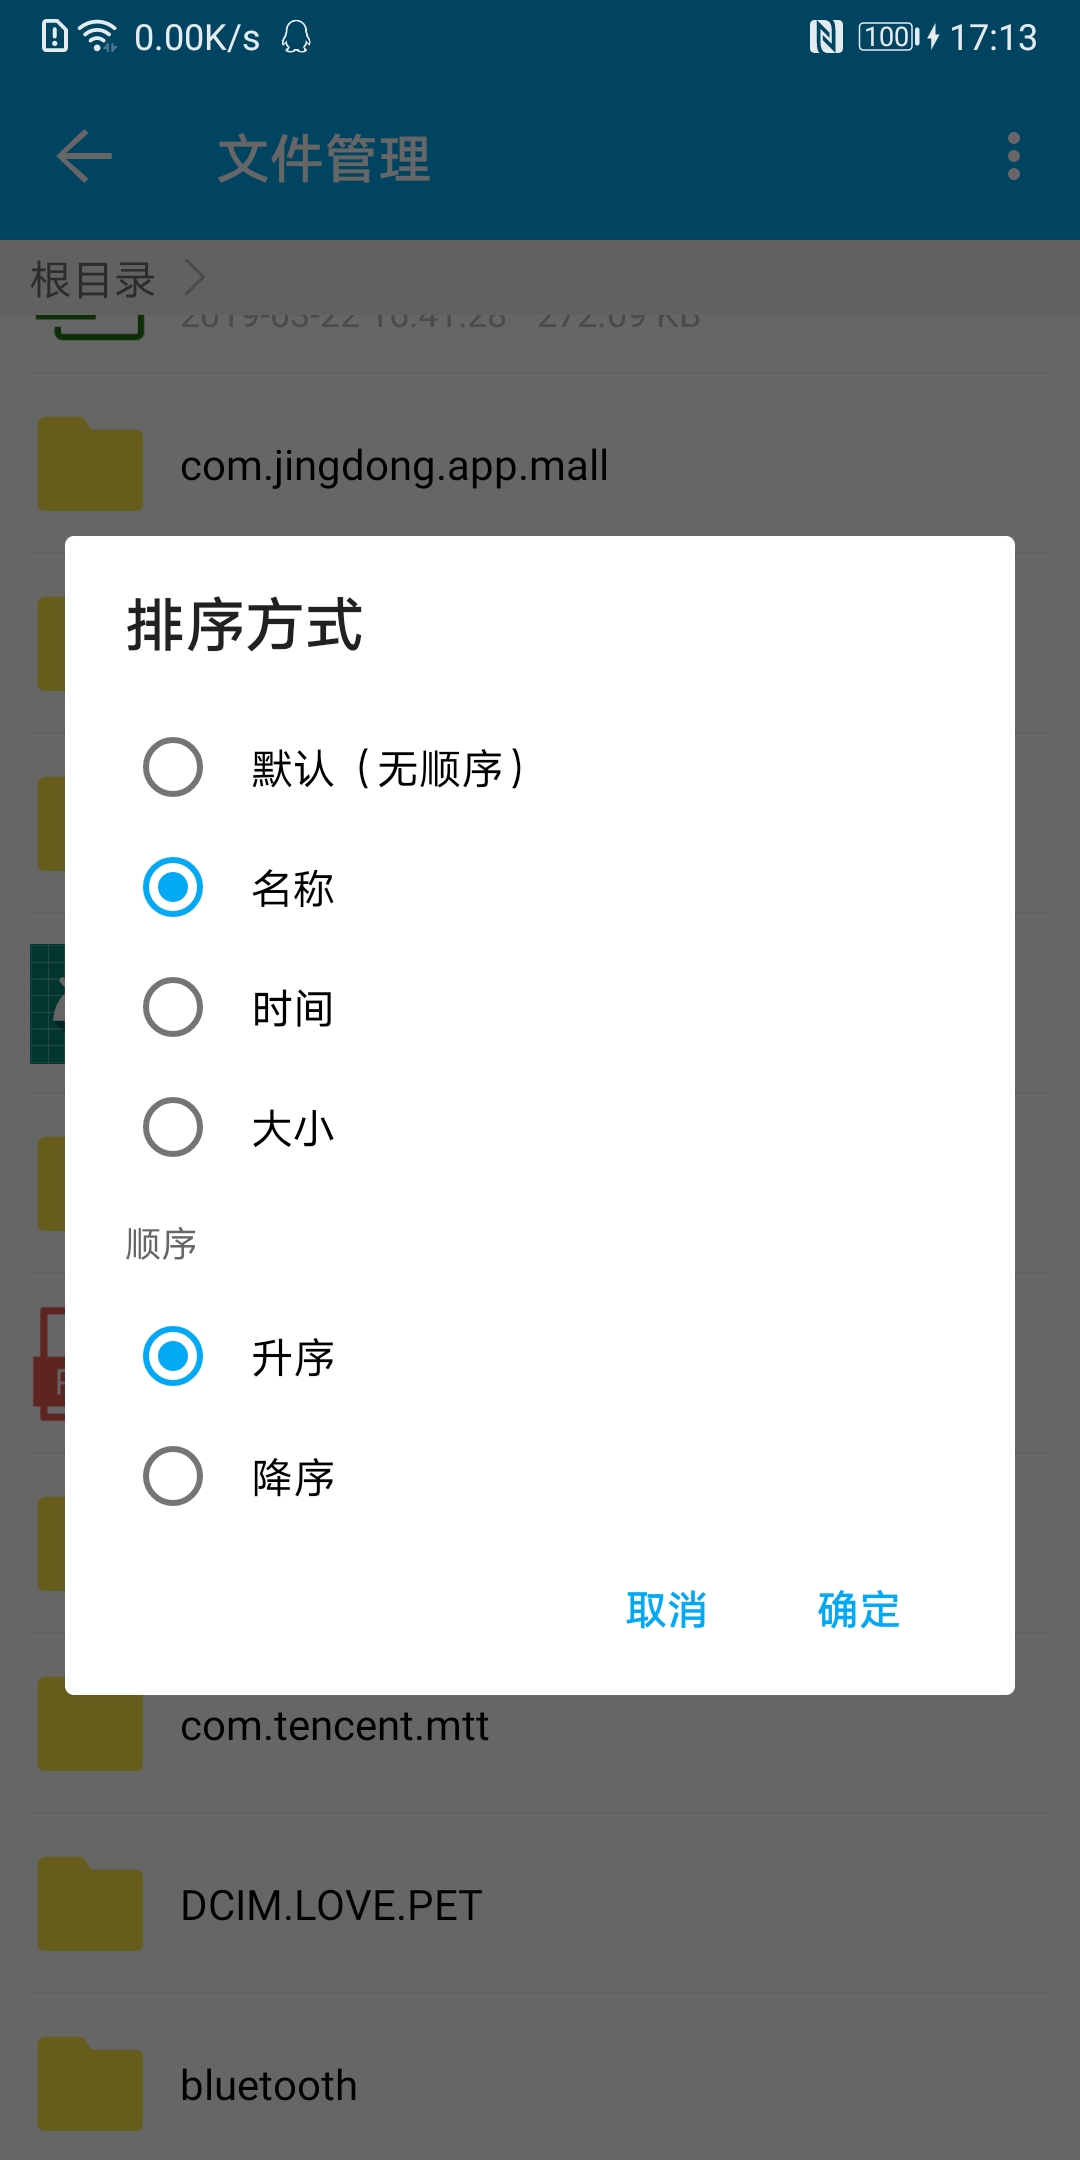 0.00K/s
100
17:13
文件管理
根目录
2019-03-22 16:41:28 272.09 KB
com.jingdong.app.mall
排序方式
默认（无顺序）
名称
时间
大小
顺序
升序
降序
取消 确定
com.tencent.mtt
DCIM.LOVE.PET
bluetooth